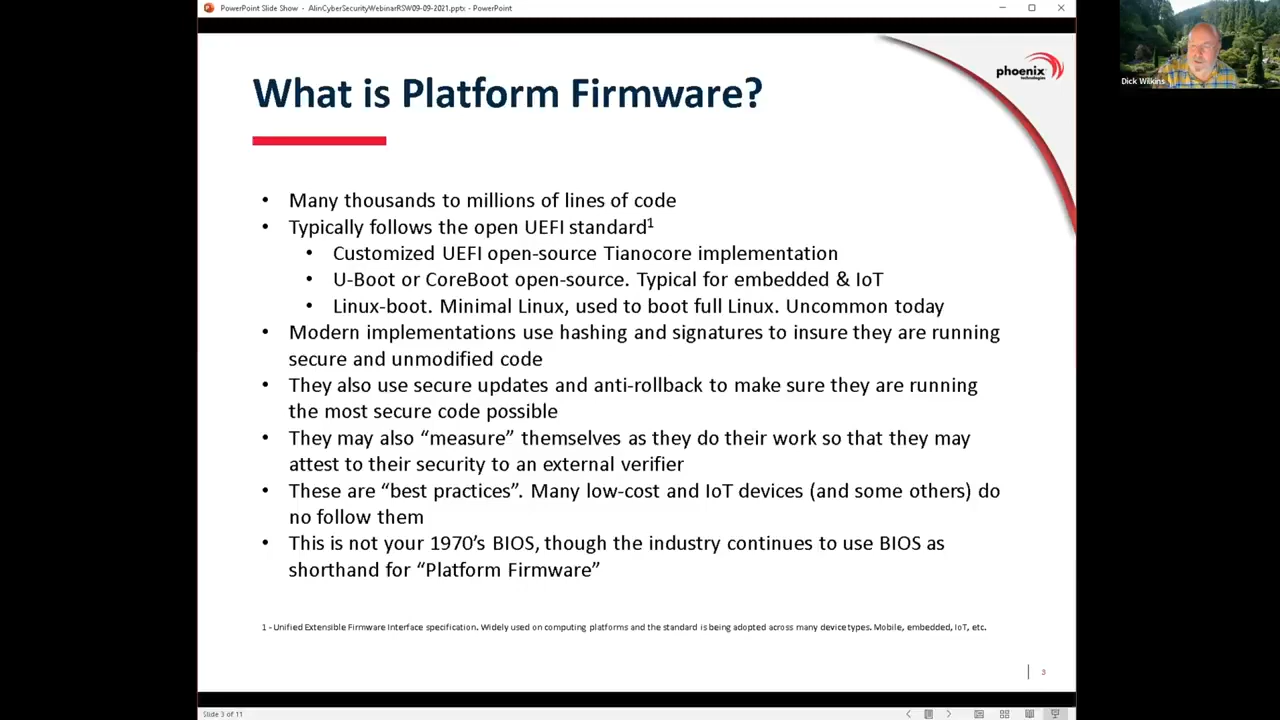 PowerPoint Slide Show - AlinCyberSecurityWebinarRSW09-09-2021.pptx - PowerPoint
phoenix
technologies
Dick Wilkins
What is Platform Firmware?
• Many thousands to millions of lines of code
• Typically follows the open UEFI standard1
• Customized UEFI open-source Tianocore implementation
• U-Boot or CoreBoot open-source. Typical for embedded & IoT
• Linux-boot. Minimal Linux, used to boot full Linux. Uncommon today
• Modern implementations use hashing and signatures to insure they are running
secure and unmodified code
• They also use secure updates and anti-rollback to make sure they are running
the most secure code possible
• They may also “measure” themselves as they do their work so that they may
attest to their security to an external verifier
• These are “best practices”. Many low-cost and IoT devices (and some others) do
no follow them
• This is not your 1970’s BIOS, though the industry continues to use BIOS as
shorthand for “Platform Firmware”
1 - Unified Extensible Firmware Interface specification. Widely used on computing platforms and the standard is being adopted across many device types. Mobile, embedded, IoT, etc.
3
Slide 3 of 11